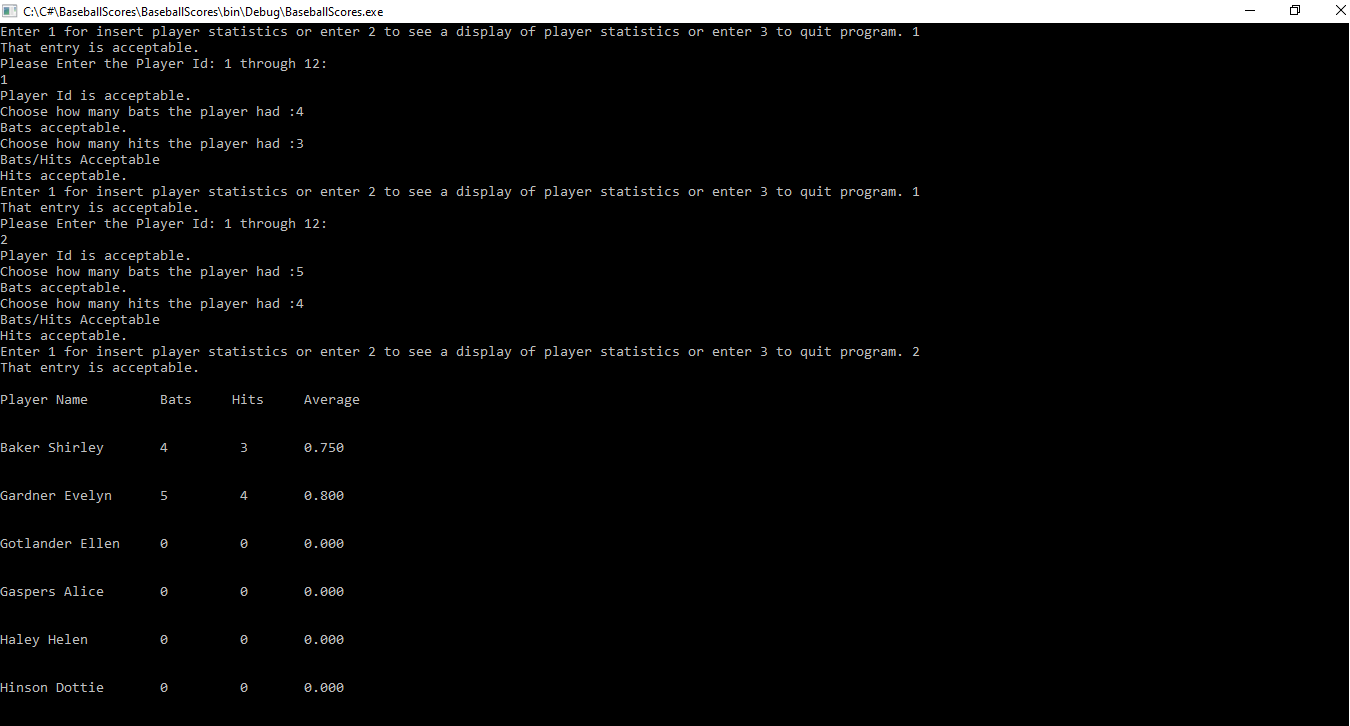 C:\C#\BaseballScores\BaseballScores\bin\Debug\BaseballScores.exe
Enter 1 for insert player statistics or enter 2 to see a display of player statistics or enter 3 to quit program. 1
That entry is acceptable.
Please Enter the Player Id: 1 through 12:
1
Player Id is acceptable.
Choose how many bats the player had :4
Bats acceptable.
Choose how many hits the player had :3
Bats/Hits Acceptable
Hits acceptable.
Enter 1 for insert player statistics or enter 2 to see a display of player statistics or enter 3 to quit program. 1
That entry is acceptable.
Please Enter the Player Id: 1 through 12:
2
Player Id is acceptable.
Choose how many bats the player had :5
Bats acceptable.
Choose how many hits the player had :4
Bats/Hits Acceptable
Hits acceptable.
Enter 1 for insert player statistics or enter 2 to see a display of player statistics or enter 3 to quit program. 2
That entry is acceptable.
Player Name         Bats     Hits     Average
Baker Shirley       4         3       0.750
Gardner Evelyn      5         4       0.800
Gotlander Ellen     0         0       0.000
Gaspers Alice       0         0       0.000
Haley Helen         0         0       0.000
Hinson Dottie       0         0       0.000